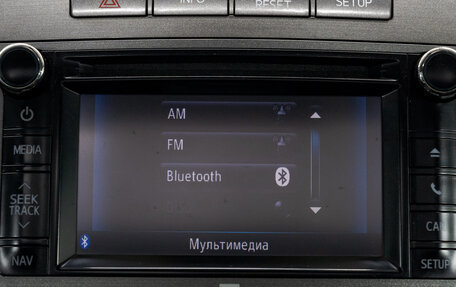 INFO
RESET
SETUP
MEDIA
SEEK
TRACK
NAV
AM
FM
Bluetooth
Мультимедиа
CAR
SETUP